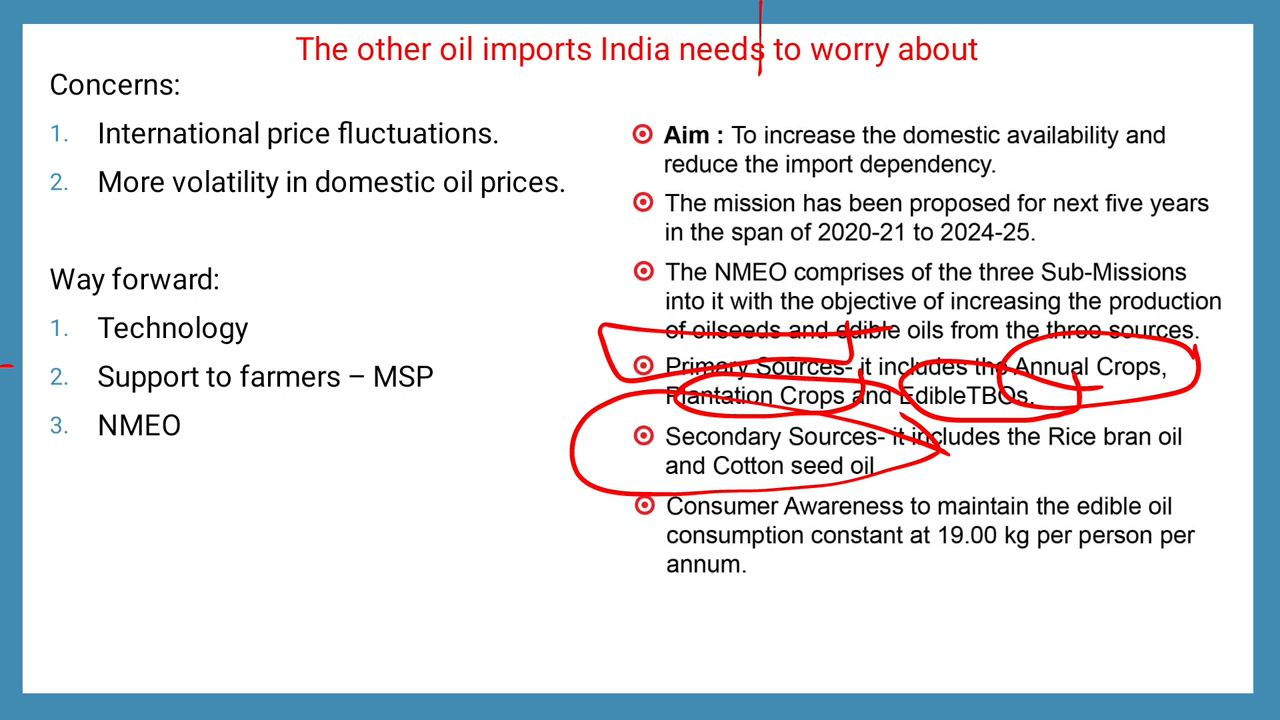 The other oil imports India needs to worry about
Concerns:
1. International price fluctuations.
2. More volatility in domestic oil prices.
Way forward:
1. Technology
2. Support to farmers – MSP
3. NMEO
Aim : To increase the domestic availability and
reduce the import dependency.
The mission has been proposed for next five years
in the span of 2020-21 to 2024-25.
The NMEO comprises of the three Sub-Missions
into it with the objective of increasing the production
of oilseeds and edible oils from the three sources.
Primary Sources- it includes the Annual Crops,
Plantation Crops and EdibleTBOs.
Secondary Sources- it includes the Rice bran oil
and Cotton seed oil.
Consumer Awareness to maintain the edible oil
consumption constant at 19.00 kg per person per
annum.